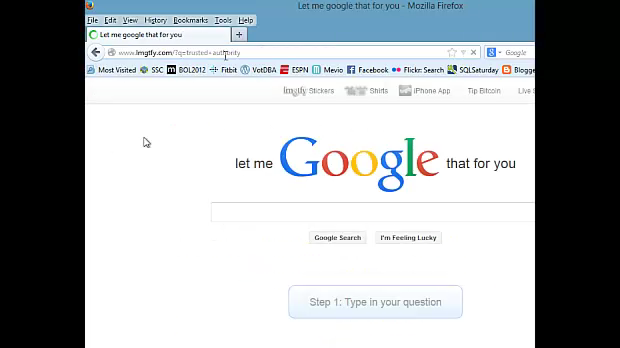 Let me google that for you - Mozilla Firefox
File Edit View History Bookmarks Tools Help
Let me google that for you +
www.lmgtfy.com/?q=trusted+authority Google
Most Visited SSC BOL2012 Fitbit VetDBA ESPN Mevio Facebook Flickr: Search SQLSaturday Blogge
lmgtfy Stickers Shirts iPhone App Tip Bitcoin Live S
let me Google that for you
Google Search I'm Feeling Lucky
Step 1: Type in your question